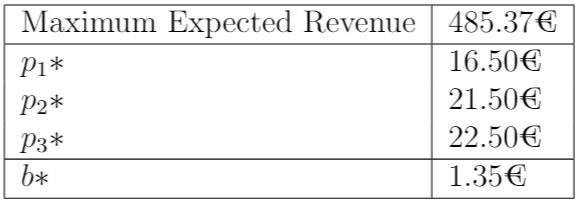 Maximum Expected Revenue 485.37€
p₁* 16.50€
p₂* 21.50€
p₃* 22.50€
b* 1.35€